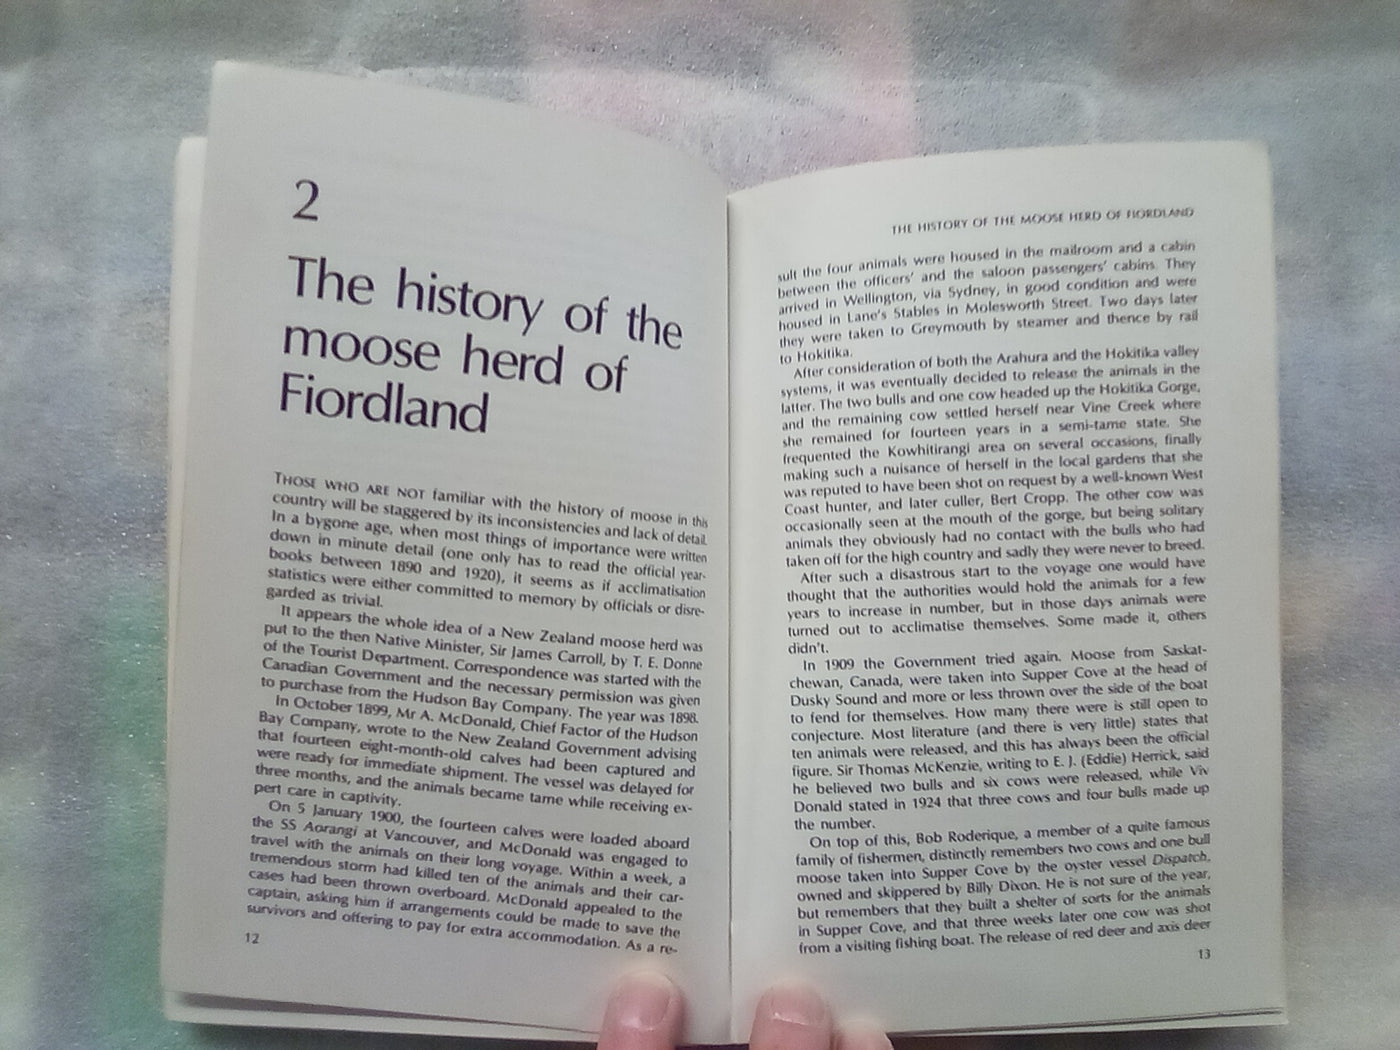 2
The history of the
moose herd of
Fiordland
THOSE WHO ARE NOT familiar with the history of moose in this
country will be staggered by its inconsistencies and lack of detail.
In a bygone age, when most things of importance were written
down in minute detail (one only has to read the official year-
books between 1890 and 1920), it seems as if acclimatisation
statistics were either committed to memory by officials or disre-
garded as trivial.
It appears the whole idea of a New Zealand moose herd was
put to the then Native Minister, Sir James Carroll, by T. E. Donne
of the Tourist Department. Correspondence was started with the
Canadian Government and the necessary permission was given
to purchase from the Hudson Bay Company. The year was 1898.
In October 1899, Mr A. McDonald, Chief Factor of the Hudson
Bay Company, wrote to the New Zealand Government advising
that fourteen eight-month-old calves had been captured and
were ready for immediate shipment. The vessel was delayed for
three months, and the animals became tame while receiving ex-
pert care in captivity.
On 5 January 1900, the fourteen calves were loaded aboard
the SS Aorangi at Vancouver, and McDonald was engaged to
travel with the animals on their long voyage. Within a week, a
tremendous storm had killed ten of the animals and their car-
cases had been thrown overboard. McDonald appealed to the
captain, asking him if arrangements could be made to save the
survivors and offering to pay for extra accommodation. As a re-
12
THE HISTORY OF THE MOOSE HERD OF FIORDLAND
sult the four animals were housed in the mailroom and a cabin
between the officers' and the saloon passengers' cabins. They
arrived in Wellington, via Sydney, in good condition and were
housed in Lane's Stables in Molesworth Street. Two days later
they were taken to Greymouth by steamer and thence by rail
to Hokitika.
After consideration of both the Arahura and the Hokitika valley
systems, it was eventually decided to release the animals in the
latter. The two bulls and one cow headed up the Hokitika Gorge,
and the remaining cow settled herself near Vine Creek where
she remained for fourteen years in a semi-tame state. She
frequented the Kowhitirangi area on several occasions, finally
making such a nuisance of herself in the local gardens that she
was reputed to have been shot on request by a well-known West
Coast hunter, and later culler, Bert Cropp. The other cow was
occasionally seen at the mouth of the gorge, but being solitary
animals they obviously had no contact with the bulls who had
taken off for the high country and sadly they were never to breed.
After such a disastrous start to the voyage one would have
thought that the authorities would hold the animals for a few
years to increase in number, but in those days animals were
turned out to acclimatise themselves. Some made it, others
didn't.
In 1909 the Government tried again. Moose from Saskat-
chewan, Canada, were taken into Supper Cove at the head of
Dusky Sound and more or less thrown over the side of the boat
to fend for themselves. How many there were is still open to
conjecture. Most literature (and there is very little) states that
ten animals were released, and this has always been the official
figure. Sir Thomas McKenzie, writing to E. J. (Eddie) Herrick, said
he believed two bulls and six cows were released, while Viv
Donald stated in 1924 that three cows and four bulls made up
the number.
On top of this, Bob Roderique, a member of a quite famous
family of fishermen, distinctly remembers two cows and one bull
moose taken into Supper Cove by the oyster vessel Dispatch,
owned and skippered by Billy Dixon. He is not sure of the year,
but remembers that they built a shelter of sorts for the animals
in Supper Cove, and that three weeks later one cow was shot
from a visiting fishing boat. The release of red deer and axis deer
13